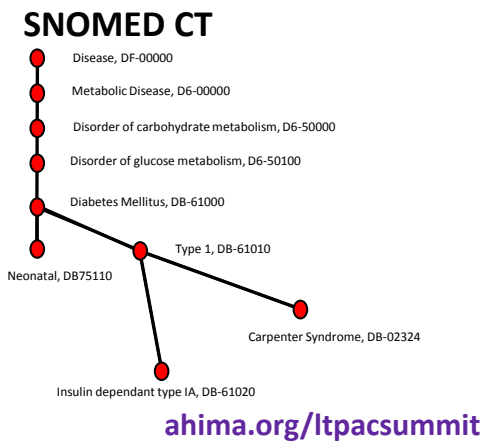 SNOMED CT
Disease, DF-00000
Metabolic Disease, D6-00000
Disorder of carbohydrate metabolism, D6-50000
Disorder of glucose metabolism, D6-50100
Diabetes Mellitus, DB-61000
Type 1, DB-61010
Neonatal, DB75110
Carpenter Syndrome, DB-02324
Insulin dependant type IA, DB-61020
ahima.org/ltpacsummit